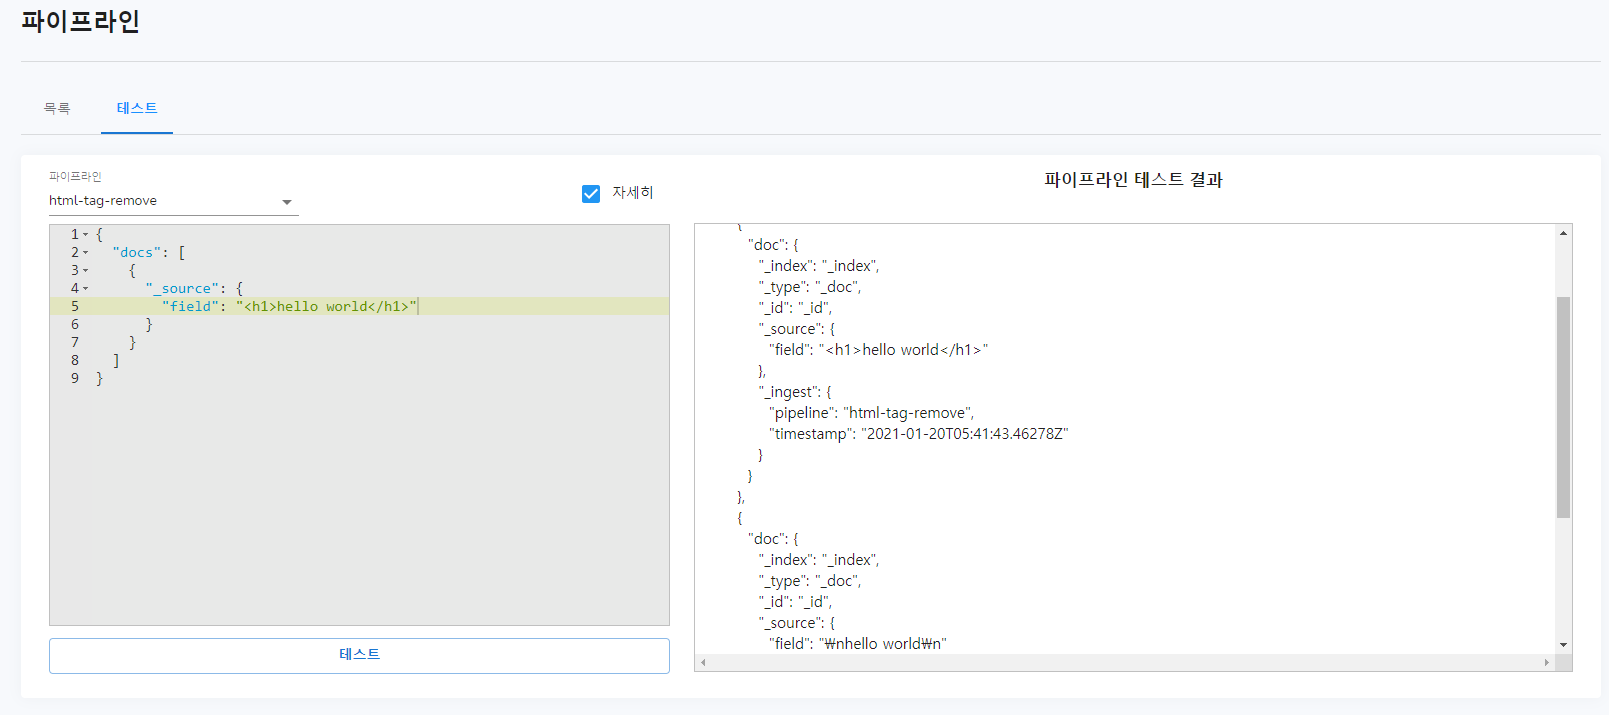 파이프라인
목록
테스트
파이프라인
html-tag-remove
자세히
1 {
2 "docs": [
3 {
4 "_source": {
5 "field": "<h1>hello world</h1>"
6 }
7 }
8 ]
9 }
테스트
파이프라인 테스트 결과
{
"doc": {
"_index": "_index",
"_type": "_doc",
"_id": "_id",
"_source": {
"field": "<h1>hello world</h1>"
},
"_ingest": {
"pipeline": "html-tag-remove",
"timestamp": "2021-01-20T05:41:43.46278Z"
}
}
},
{
"doc": {
"_index": "_index",
"_type": "_doc",
"_id": "_id",
"_source": {
"field": "₩nhello world₩n"